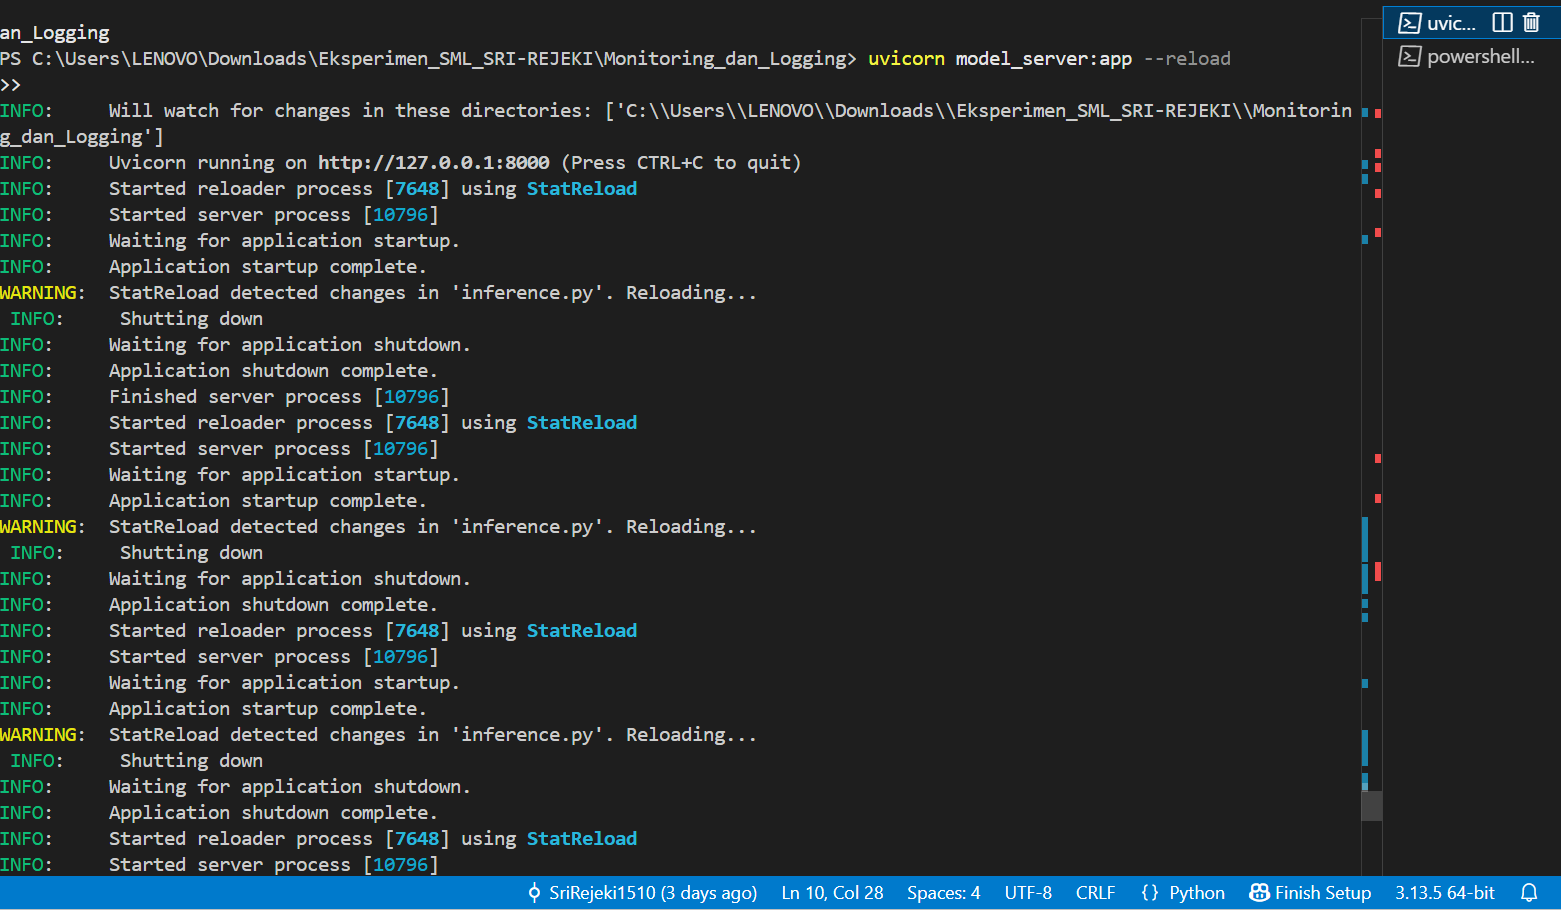 an_Logging
PS C:\Users\LENOVO\Downloads\Eksperimen_SML_SRI-REJEKI\Monitoring_dan_Logging> uvicorn model_server:app --reload
>>
INFO:     Will watch for changes in these directories: ['C:\\Users\\LENOVO\\Downloads\\Eksperimen_SML_SRI-REJEKI\\Monitorin
g_dan_Logging']
INFO:     Uvicorn running on http://127.0.0.1:8000 (Press CTRL+C to quit)
INFO:     Started reloader process [7648] using StatReload
INFO:     Started server process [10796]
INFO:     Waiting for application startup.
INFO:     Application startup complete.
WARNING:  StatReload detected changes in 'inference.py'. Reloading...
 INFO:     Shutting down
INFO:     Waiting for application shutdown.
INFO:     Application shutdown complete.
INFO:     Finished server process [10796]
INFO:     Started reloader process [7648] using StatReload
INFO:     Started server process [10796]
INFO:     Waiting for application startup.
INFO:     Application startup complete.
WARNING:  StatReload detected changes in 'inference.py'. Reloading...
 INFO:     Shutting down
INFO:     Waiting for application shutdown.
INFO:     Application shutdown complete.
INFO:     Started reloader process [7648] using StatReload
INFO:     Started server process [10796]
INFO:     Waiting for application startup.
INFO:     Application startup complete.
WARNING:  StatReload detected changes in 'inference.py'. Reloading...
 INFO:     Shutting down
INFO:     Waiting for application shutdown.
INFO:     Application shutdown complete.
INFO:     Started reloader process [7648] using StatReload
INFO:     Started server process [10796]
uvic...
powershell...
SriRejeki1510 (3 days ago)  Ln 10, Col 28  Spaces: 4  UTF-8  CRLF  {} Python  Finish Setup  3.13.5 64-bit